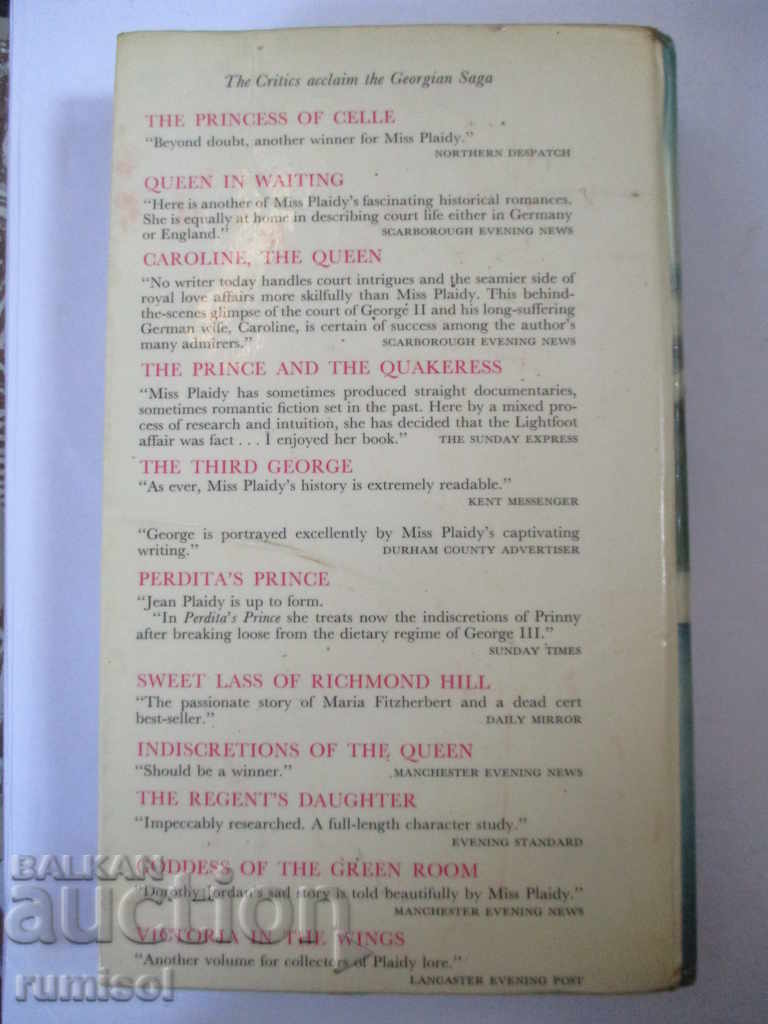 The Critics acclaim the Georgian Saga
THE PRINCESS OF CELLE
"Beyond doubt, another winner for Miss Plaidy."
NORTHERN DESPATCH
QUEEN IN WAITING
"Here is another of Miss Plaidy's fascinating historical romances.
She is equally at home in describing court life either in Germany
or England." SCARBOROUGH EVENING NEWS
CAROLINE, THE QUEEN
"No writer today handles court intrigues and the seamier side of
royal love affairs more skilfully than Miss Plaidy. This behind-
the-scenes glimpse of the court of George II and his long-suffering
German wife, Caroline, is certain of success among the author's
many admirers." SCARBOROUGH EVENING NEWS
THE PRINCE AND THE QUAKERESS
"Miss Plaidy has sometimes produced straight documentaries,
sometimes romantic fiction set in the past. Here by a mixed pro-
cess of research and intuition, she has decided that the Lightfoot
affair was fact . . . I enjoyed her book." THE SUNDAY EXPRESS
THE THIRD GEORGE
"As ever, Miss Plaidy's history is extremely readable."
KENT MESSENGER
"George is portrayed excellently by Miss Plaidy's captivating
writing." DURHAM COUNTY ADVERTISER
PERDITA'S PRINCE
"Jean Plaidy is up to form.
"In Perdita's Prince she treats now the indiscretions of Prinny
after breaking loose from the dietary regime of George III."
SUNDAY TIMES
SWEET LASS OF RICHMOND HILL
"The passionate story of Maria Fitzherbert and a dead cert
best-seller." DAILY MIRROR
INDISCRETIONS OF THE QUEEN
"Should be a winner." MANCHESTER EVENING NEWS
THE REGENT'S DAUGHTER
"Impeccably researched. A full-length character study."
EVENING STANDARD
GODDESS OF THE GREEN ROOM
"Dorothy Jordan's sad story is told beautifully by Miss Plaidy."
MANCHESTER EVENING NEWS
VICTORIA IN THE WINGS
"Another volume for collectors of Plaidy lore."
LANCASTER EVENING POST
BALKAN
auction
rumisol